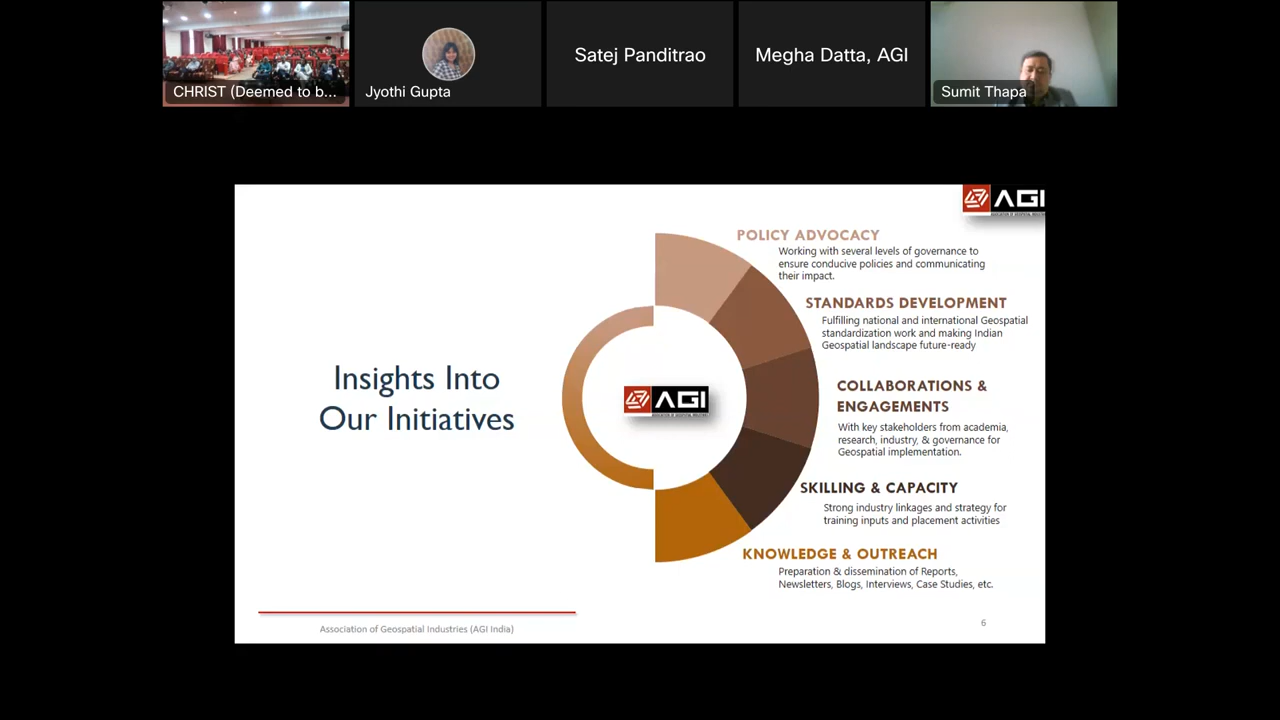 CHRIST (Deemed to b...
Jyothi Gupta
Satej Panditrao
Megha Datta, AGI
Sumit Thapa
AGI
POLICY ADVOCACY
Working with several levels of governance to
ensure conducive policies and communicating
their impact.
STANDARDS DEVELOPMENT
Fulfilling national and international Geospatial
standardization work and making Indian
Geospatial landscape future-ready
Insights Into
Our Initiatives
AGI
COLLABORATIONS &
ENGAGEMENTS
With key stakeholders from academia,
research, industry, & governance for
Geospatial implementation.
SKILLING & CAPACITY
Strong industry linkages and strategy for
training inputs and placement activities
KNOWLEDGE & OUTREACH
Preparation & dissemination of Reports,
Newsletters, Blogs, Interviews, Case Studies, etc.
Association of Geospatial Industries (AGI India)
6